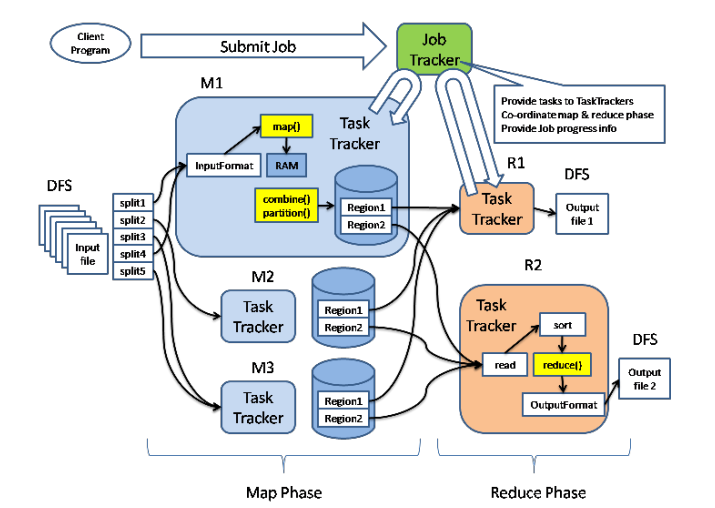 Client
Program
Submit Job
Job
Tracker
Provide tasks to TaskTrackers
Co-ordinate map & reduce phase
Provide Job progress info
M1
map()
Task
Tracker
InputFormat
RAM
combine()
partition()
Region1
Region2
DFS
Input
file
split1
split2
split3
split4
split5
R1
Task
Tracker
DFS
Output
file 1
M2
Task
Tracker
Region1
Region2
M3
Task
Tracker
Region1
Region2
R2
Task
Tracker
sort
read
reduce()
OutputFormat
DFS
Output
file 2
Map Phase
Reduce Phase